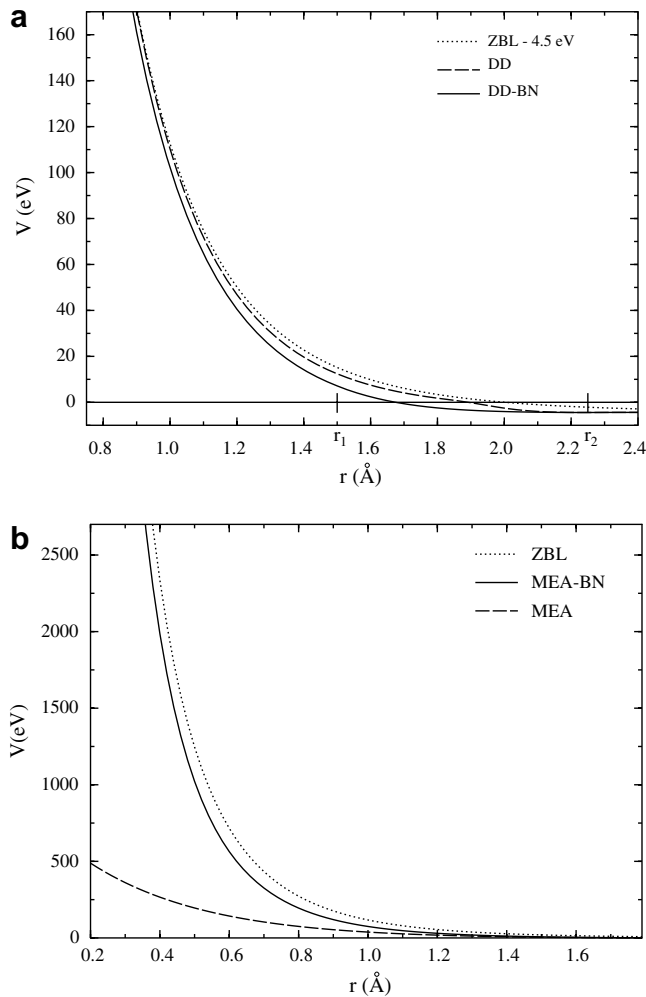 a
160
140
120
100
80
60
40
20
0
V (eV)
ZBL - 4.5 eV
DD
DD-BN
r1
r2
0.8 1.0 1.2 1.4 1.6 1.8 2.0 2.2 2.4
r (Å)
b
2500
2000
1500
1000
500
0
V(eV)
ZBL
MEA-BN
MEA
0.2 0.4 0.6 0.8 1.0 1.2 1.4 1.6
r (Å)